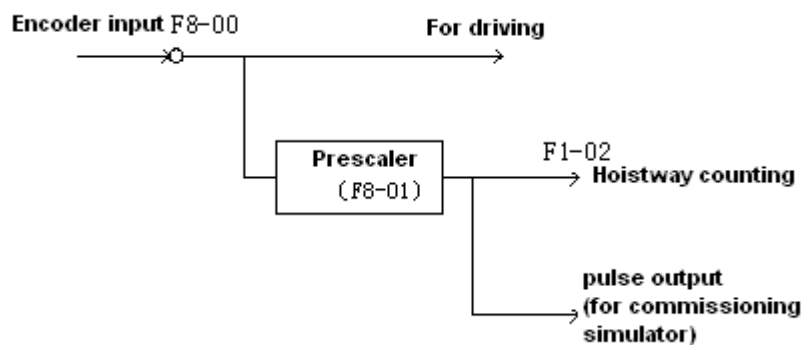 Encoder input F8-00
For driving
Prescaler
(F8-01)
F1-02
Hoistway counting
pulse output
(for commissioning
simulator)